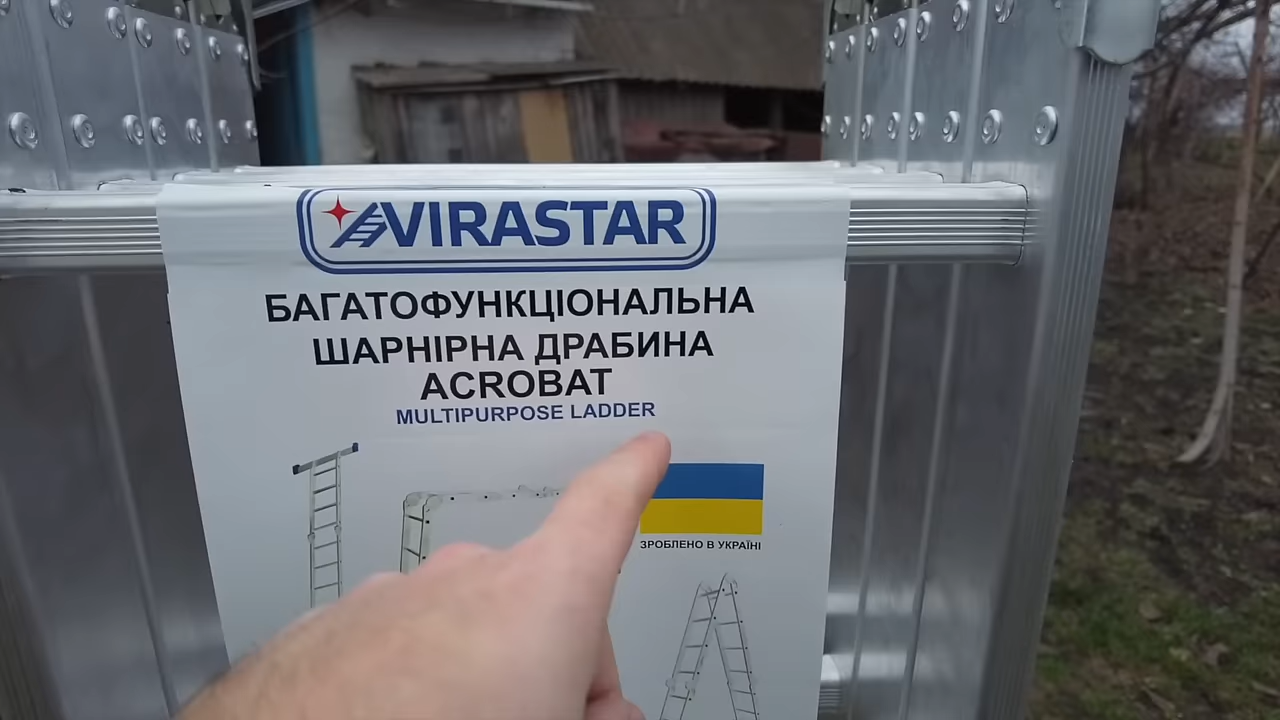 VIRASTAR
БАГАТОФУНКЦІОНАЛЬНА
ШАРНІРНА ДРАБИНА
ACROBAT
MULTIPURPOSE LADDER
ЗРОБЛЕНО В УКРАЇНІ